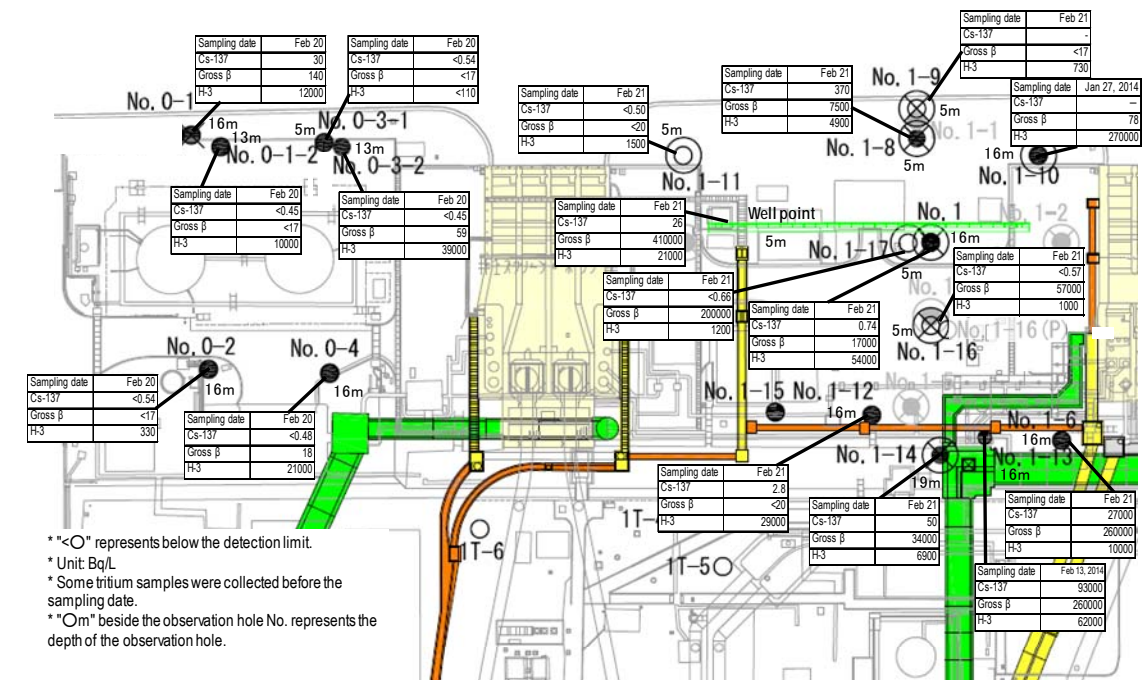 Sampling date Feb 20
Cs-137 30
Gross β 140
H-3 12000
Sampling date Feb 20
Cs-137 <0.54
Gross β <17
H-3 <110
Sampling date Feb 21
Cs-137 <0.50
Gross β <20
H-3 1500
Sampling date Feb 21
Cs-137 370
Gross β 7500
H-3 4900
Sampling date Feb 21
Cs-137 -
Gross β <17
H-3 730
Sampling date Jan 27, 2014
Cs-137 —
Gross β 78
H-3 270000
No. 0-1
16m
13m
No. 0-1-2
5m
No. 0-3-1
13m
No. 0-3-2
5m
No. 1-11
No. 1-9
5m
No. 1-1
No. 1-8
5m
16m
No. 1-10
Sampling date Feb 20
Cs-137 <0.45
Gross β <17
H-3 10000
Sampling date Feb 20
Cs-137 <0.45
Gross β 59
H-3 39000
Sampling date Feb 21
Cs-137 26
Gross β 410000
H-3 21000
Well point
5m
No. 1
16m
No. 1-2
No. 1-17
5m
Sampling date Feb 21
Cs-137 <0.66
Gross β 200000
H-3 1200
Sampling date Feb 21
Cs-137 0.74
Gross β 17000
H-3 54000
Sampling date Feb 21
Cs-137 <0.57
Gross β 57000
H-3 1000
5m
No. 1-16 (P)
No. 1-16
No. 0-2
16m
No. 0-4
16m
Sampling date Feb 20
Cs-137 <0.54
Gross β <17
H-3 330
Sampling date Feb 20
Cs-137 <0.48
Gross β 18
H-3 21000
No. 1-15
No. 1-12
16m
No. 1-14
19m
No. 1-6
16m
No. 1-13
16m
Sampling date Feb 21
Cs-137 2.8
Gross β <20
H-3 29000
Sampling date Feb 21
Cs-137 50
Gross β 34000
H-3 6900
Sampling date Feb 21
Cs-137 27000
Gross β 260000
H-3 10000
Sampling date Feb 13, 2014
Cs-137 93000
Gross β 260000
H-3 62000
1T-6
1T-5
* "<O" represents below the detection limit.
* Unit: Bq/L
* Some tritium samples were collected before the
sampling date.
* "Om" beside the observation hole No. represents the
depth of the observation hole.